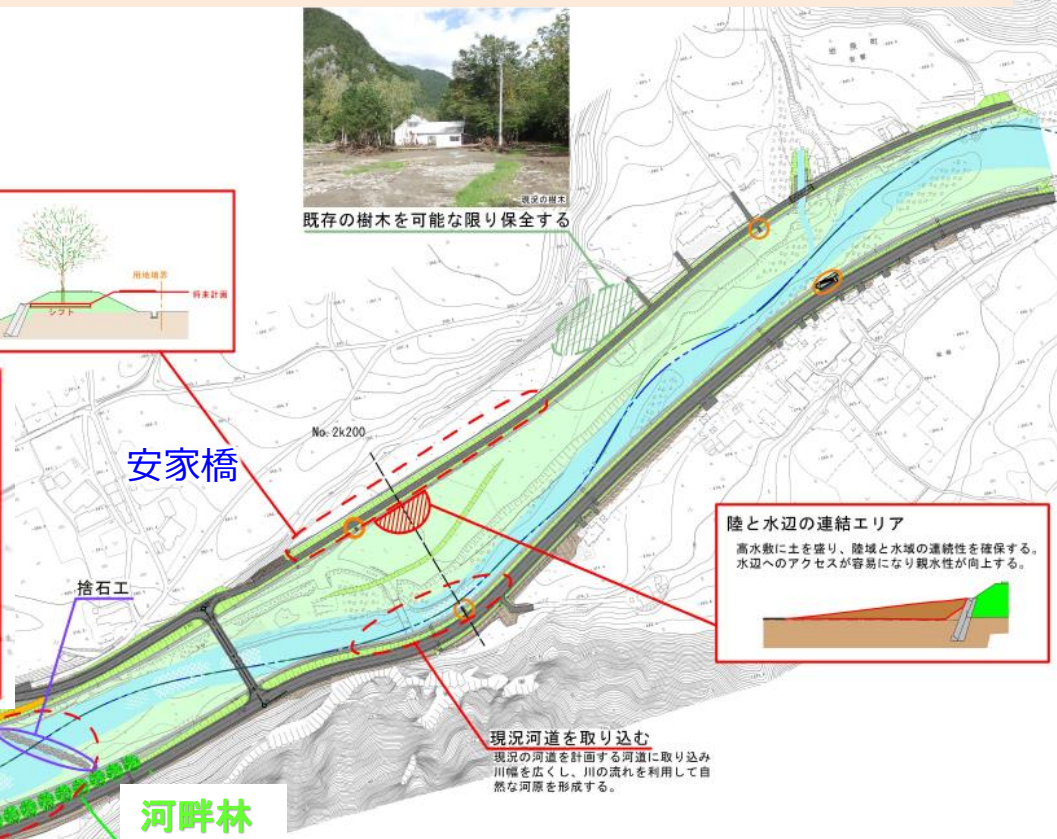 現況の樹木
既存の樹木を可能な限り保全する
用地境界
将来計画
シフト
岩泉町
No. 2k200
安家橋
陸と水辺の連結エリア
高水敷に土を盛り、陸域と水域の連続性を確保する。
水辺へのアクセスが容易になり親水性が向上する。
捨石工
現況河道を取り込む
現況の河道を計画する河道に取り込み
川幅を広くし、川の流れを利用して自
然な河原を形成する。
河畔林